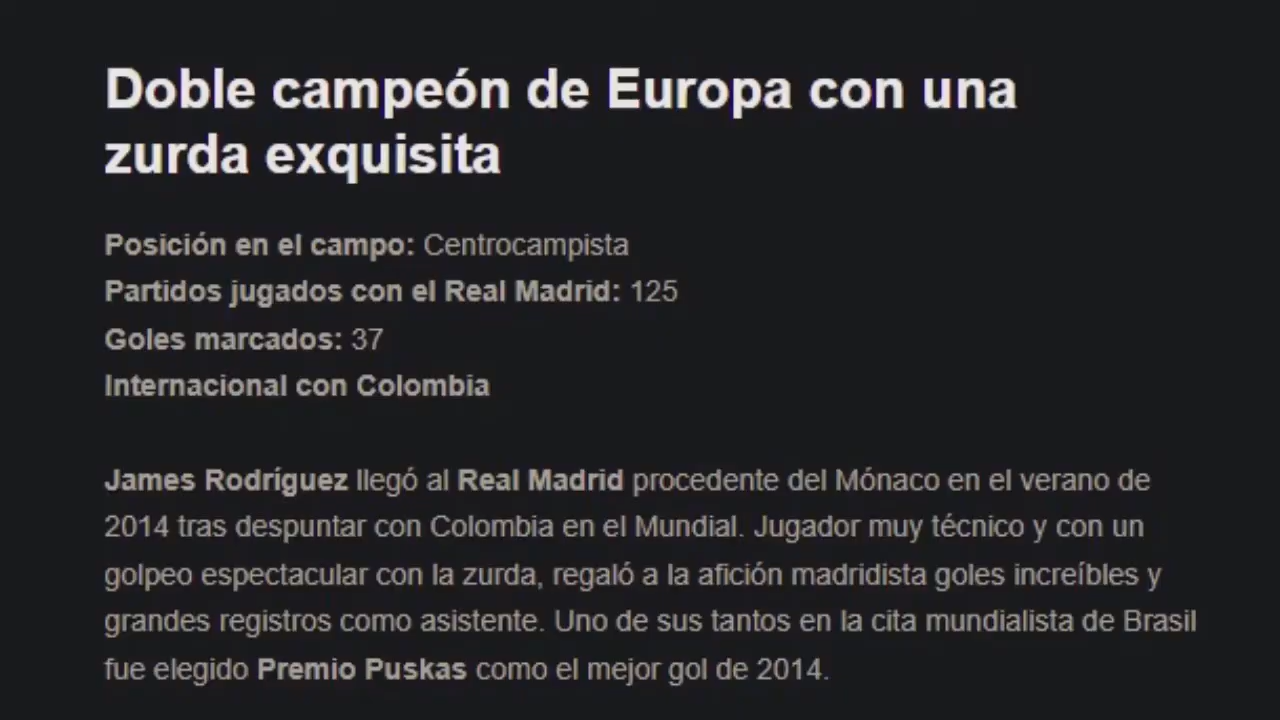 Doble campeón de Europa con una
zurda exquisita
Posición en el campo: Centrocampista
Partidos jugados con el Real Madrid: 125
Goles marcados: 37
Internacional con Colombia
James Rodríguez llegó al Real Madrid procedente del Mónaco en el verano de
2014 tras despuntar con Colombia en el Mundial. Jugador muy técnico y con un
golpeo espectacular con la zurda, regaló a la afición madridista goles increíbles y
grandes registros como asistente. Uno de sus tantos en la cita mundialista de Brasil
fue elegido Premio Puskas como el mejor gol de 2014.